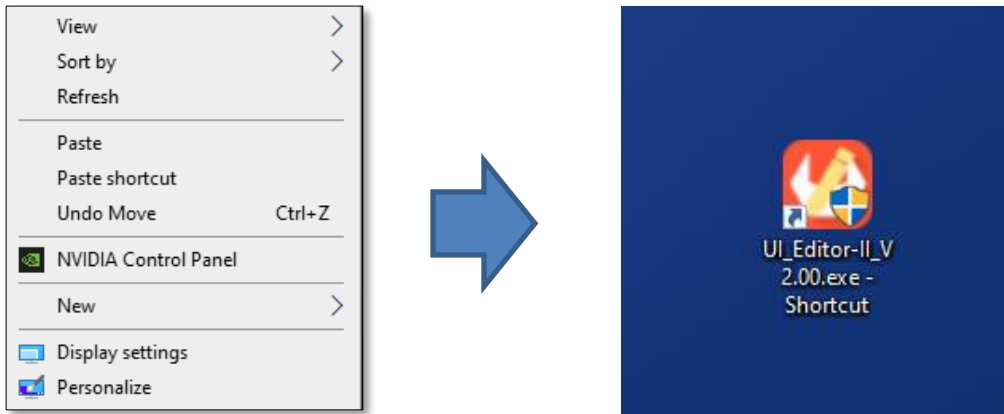 View
Sort by
Refresh
Paste
Paste shortcut
Undo Move Ctrl+Z
NVIDIA Control Panel
New
Display settings
Personalize
UI_Editor-II_V
2.00.exe -
Shortcut